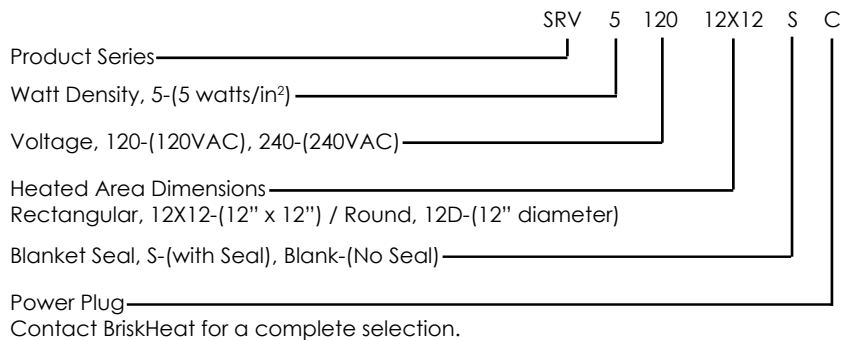 SRV 5 120 12X12 S C
Product Series
Watt Density, 5-(5 watts/in²)
Voltage, 120-(120VAC), 240-(240VAC)
Heated Area Dimensions
Rectangular, 12X12-(12” x 12”) / Round, 12D-(12” diameter)
Blanket Seal, S-(with Seal), Blank-(No Seal)
Power Plug
Contact BriskHeat for a complete selection.